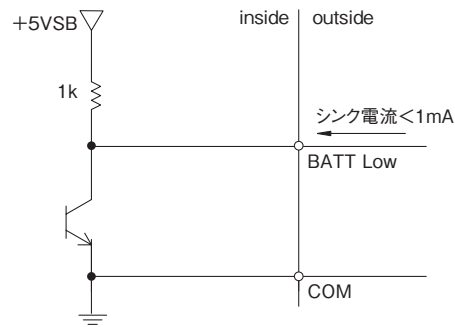 +5VSB
inside
outside
1k
シンク電流<1mA
BATT Low
COM